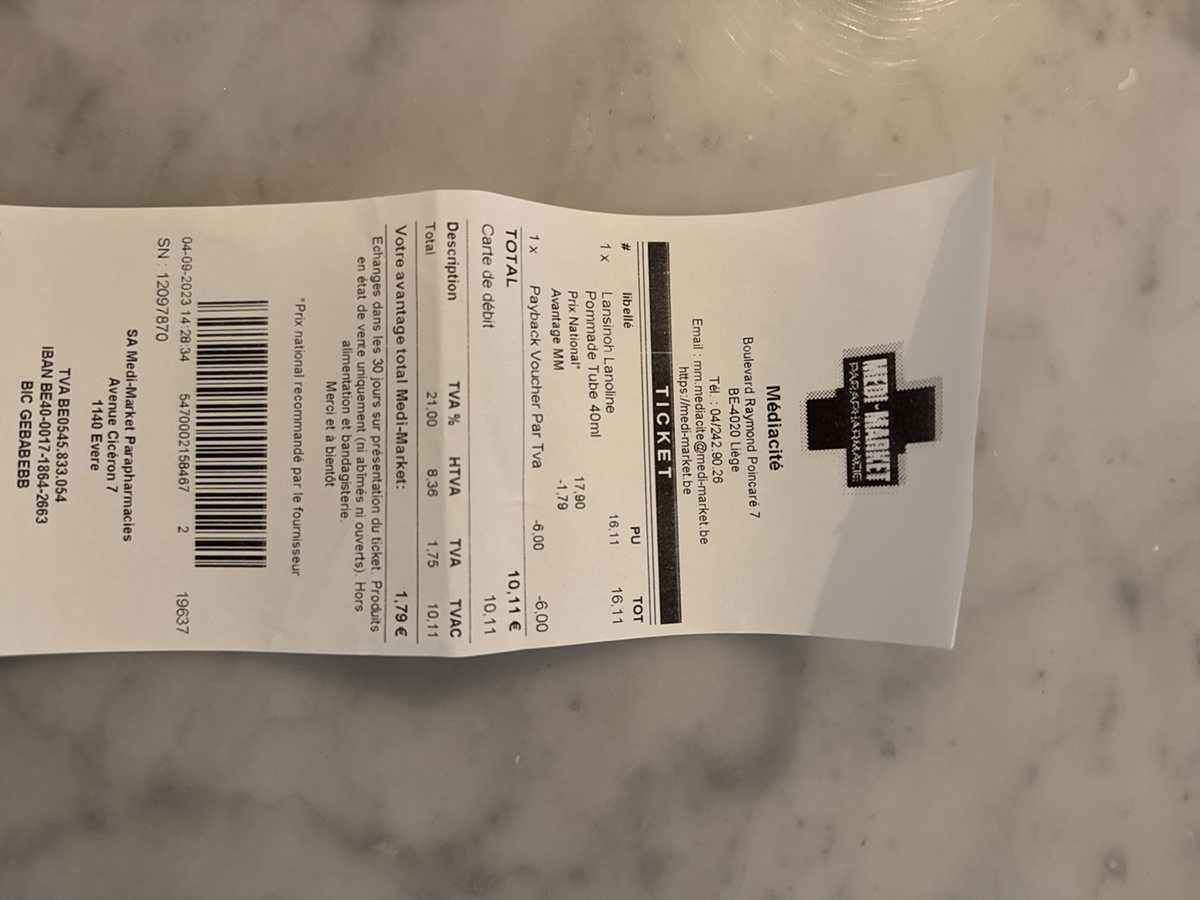 MEDI-MARKET
PARAPHARMACIE
Médiacité
Boulevard Raymond Poincaré 7
BE-4020 Liège
Tél. : 04/242.90.26
Email : mm.mediacite@medi-market.be
https://medi-market.be
TICKET
# libellé PU TOT
1 x Lansinoh Lanoline 16,11 16,11
Pommade Tube 40ml
Prix National* 17,90
Avantage MM -1,79
1 x Payback Voucher Par Tva -6,00 -6,00
TOTAL 10,11 €
Carte de débit 10,11
Description TVA % HTVA TVA TVAC
Total 21,00 8,36 1,75 10,11
Votre avantage total Medi-Market: 1,79 €
Echanges dans les 30 jours sur présentation du ticket. Produits
en état de vente uniquement (ni abîmés ni ouverts). Hors
alimentation et bandagisterie.
Merci et à bientôt
*Prix national recommandé par le fournisseur
04-09-2023 14:28:34 5470002158467 2 19637
SN : 12097870
SA Medi-Market Parapharmacies
Avenue Cicéron 7
1140 Evere
TVA BE0545.833.054
IBAN BE40-0017-1864-2663
BIC GEBABEBB